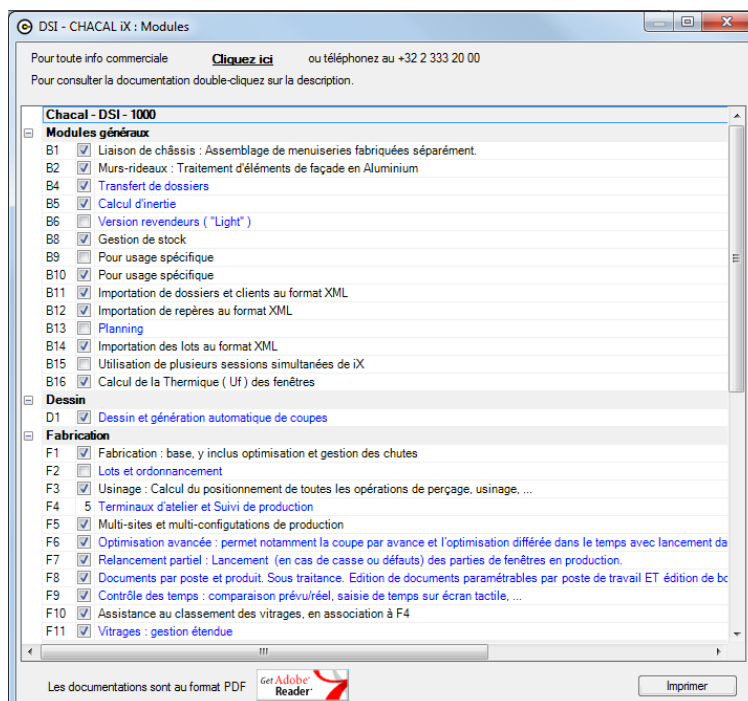 DSI - CHACAL iX : Modules
Pour toute info commerciale Cliquez ici ou téléphonez au +32 2 333 20 00
Pour consulter la documentation double-cliquez sur la description.
Chacal - DSI - 1000
Modules généraux
B1 Liaison de châssis : Assemblage de menuiseries fabriquées séparément.
B2 Murs-rideaux : Traitement d'éléments de façade en Aluminium
B4 Transfert de dossiers
B5 Calcul d'inertie
B6 Version revendeurs ( "Light" )
B8 Gestion de stock
B9 Pour usage spécifique
B10 Pour usage spécifique
B11 Importation de dossiers et clients au format XML
B12 Importation de repères au format XML
B13 Planning
B14 Importation des lots au format XML
B15 Utilisation de plusieurs sessions simultanées de iX
B16 Calcul de la Thermique ( Uf ) des fenêtres
Dessin
D1 Dessin et génération automatique de coupes
Fabrication
F1 Fabrication : base, y inclus optimisation et gestion des chutes
F2 Lots et ordonnancement
F3 Usinage : Calcul du positionnement de toutes les opérations de perçage, usinage, ...
F4 5 Terminaux d'atelier et Suivi de production
F5 Multi-sites et multi-configutations de production
F6 Optimisation avancée : permet notamment la coupe par avance et l'optimisation différée dans le temps avec lancement da
F7 Relancement partiel : Lancement (en cas de casse ou défauts) des parties de fenêtres en production.
F8 Documents par poste et produit. Sous traitance. Edition de documents paramétrables par poste de travail ET édition de bo
F9 Contrôle des temps : comparaison prévu/réel, saisie de temps sur écran tactile, ...
F10 Assistance au classement des vitrages, en association à F4
F11 Vitrages : gestion étendue
Les documentations sont au format PDF Get Adobe Reader Imprimer